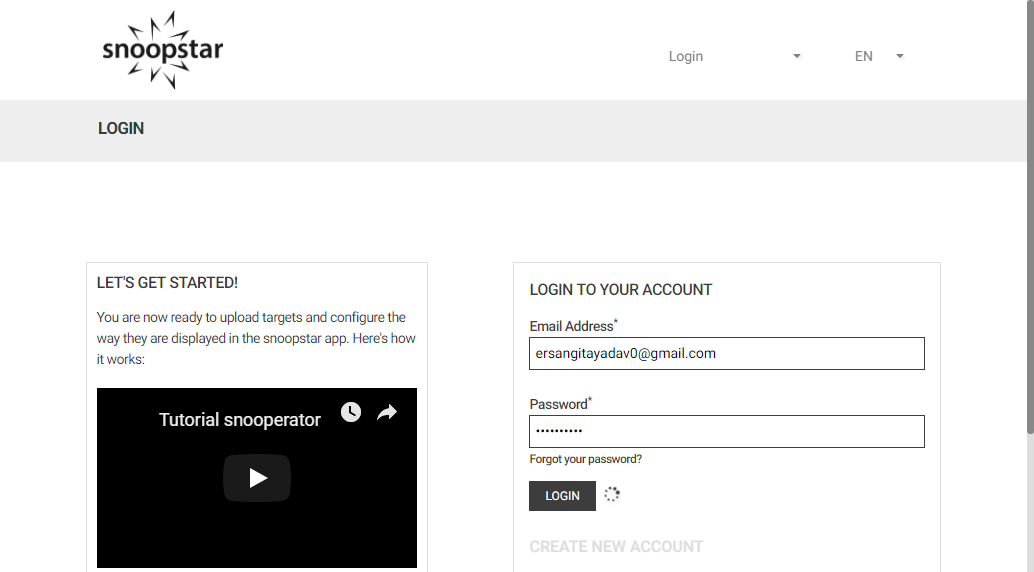 snoopstar
Login
EN
LOGIN
LET'S GET STARTED!
You are now ready to upload targets and configure the
way they are displayed in the snoopstar app. Here's how
it works:
Tutorial snooperator
LOGIN TO YOUR ACCOUNT
Email Address*
ersangitayadav0@gmail.com
Password*
••••••••••
Forgot your password?
LOGIN
CREATE NEW ACCOUNT